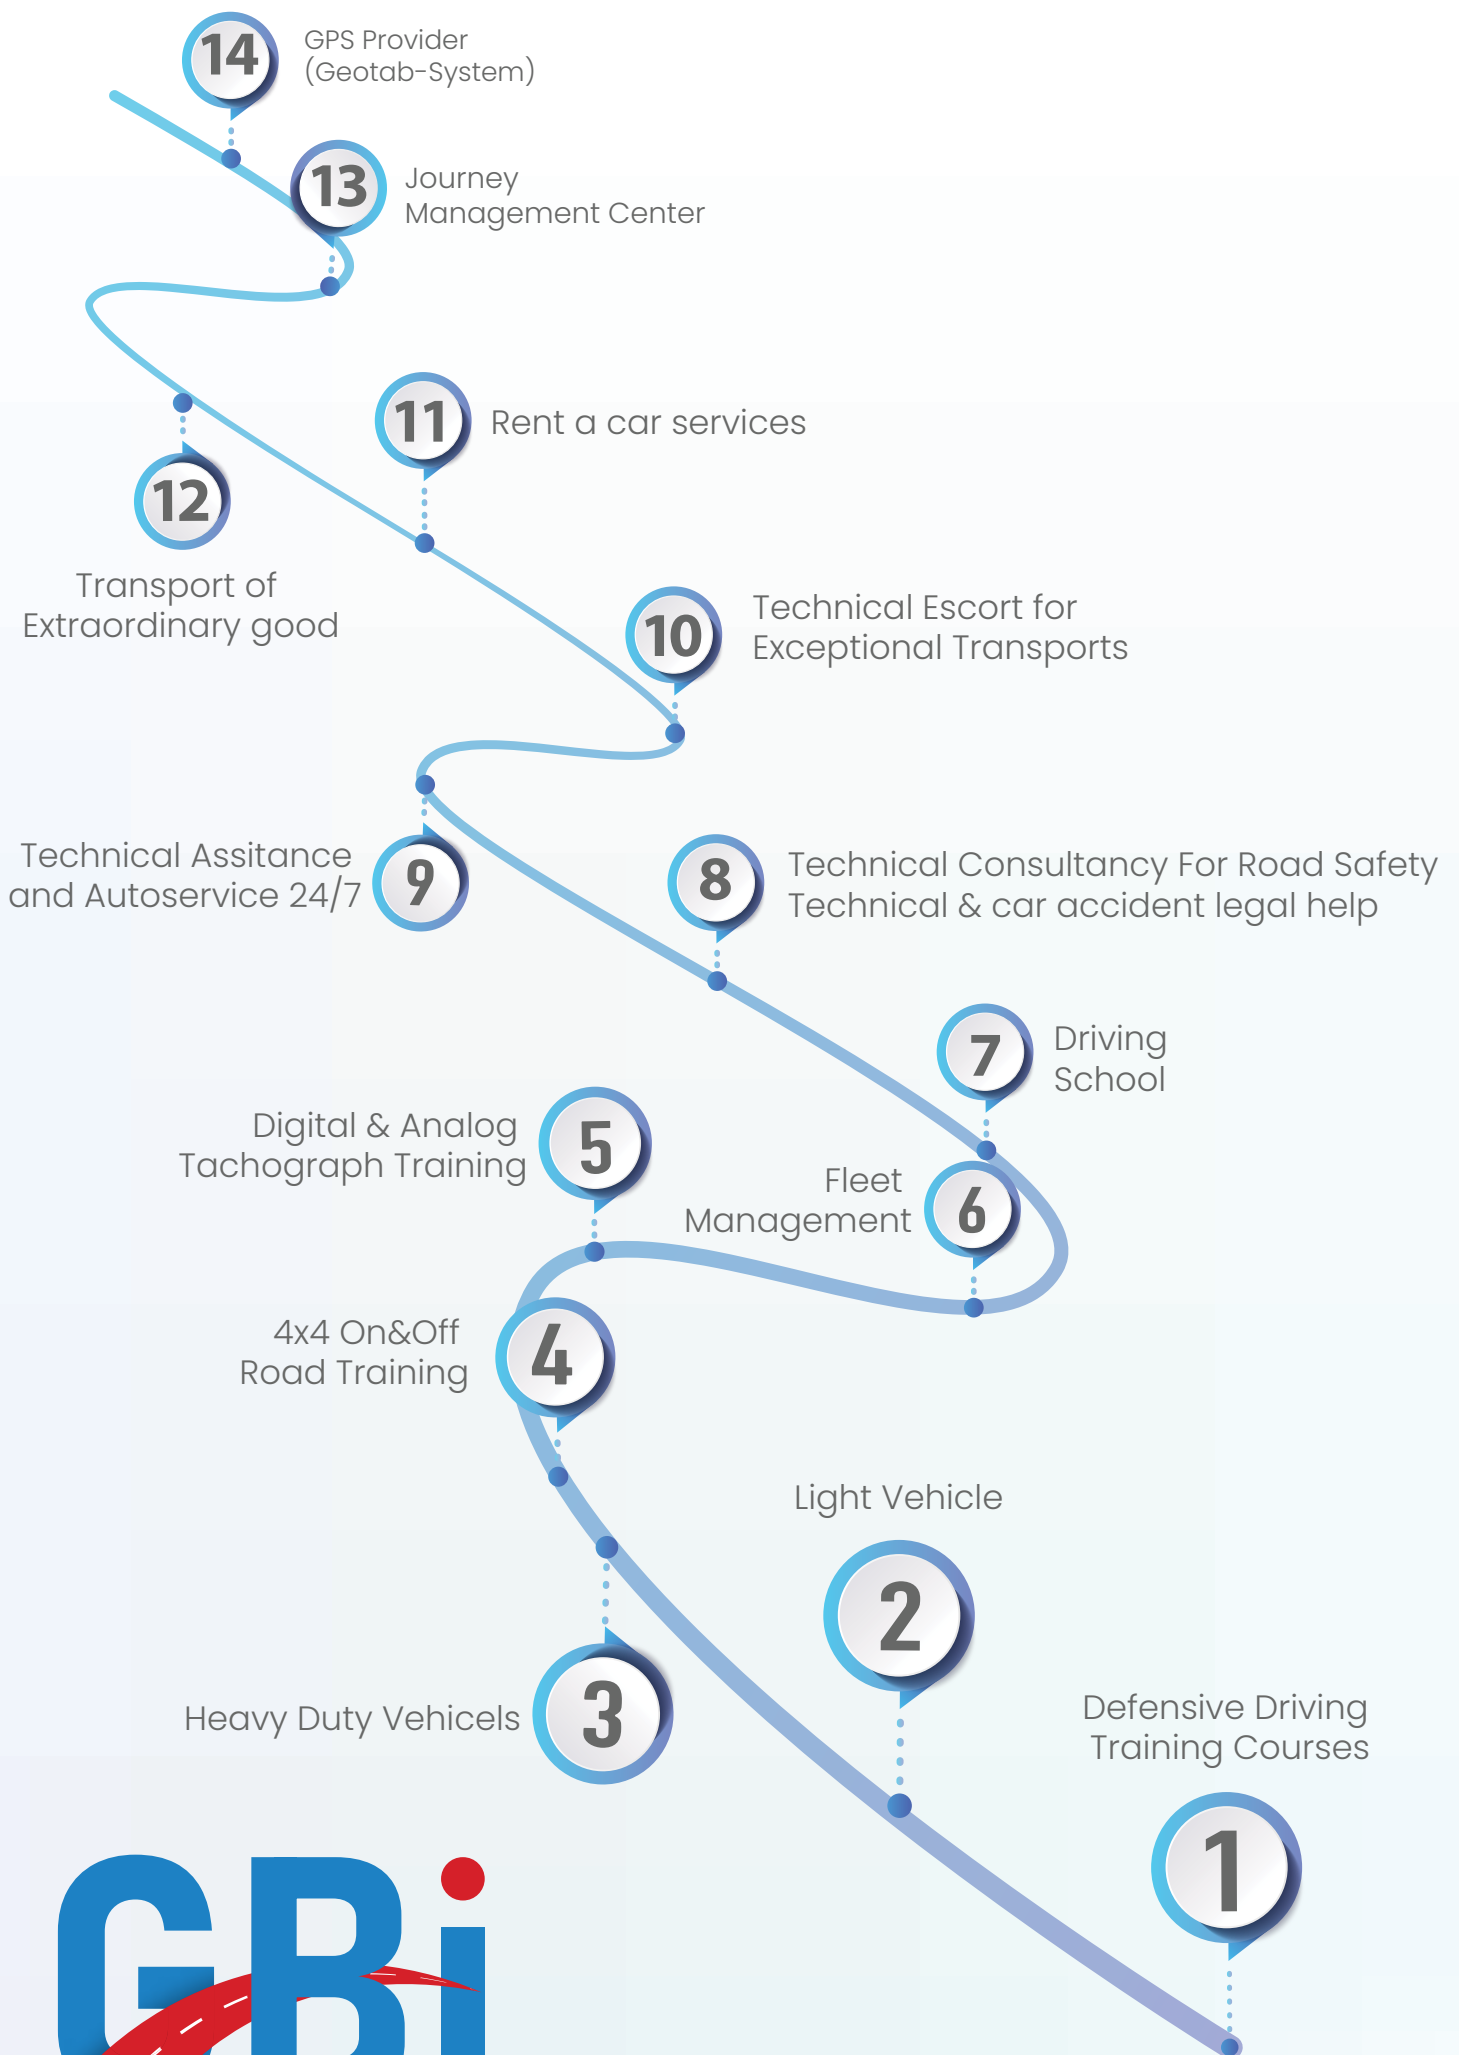 14
GPS Provider
(Geotab-System)
13
Journey
Management Center
11
Rent a car services
12
Transport of
Extraordinary good
10
Technical Escort for
Exceptional Transports
9
Technical Assitance
and Autoservice 24/7
8
Technical Consultancy For Road Safety
Technical & car accident legal help
7
Driving
School
5
Digital & Analog
Tachograph Training
6
Fleet
Management
4
4x4 On&Off
Road Training
2
Light Vehicle
3
Heavy Duty Vehicels
1
Defensive Driving
Training Courses
GBi